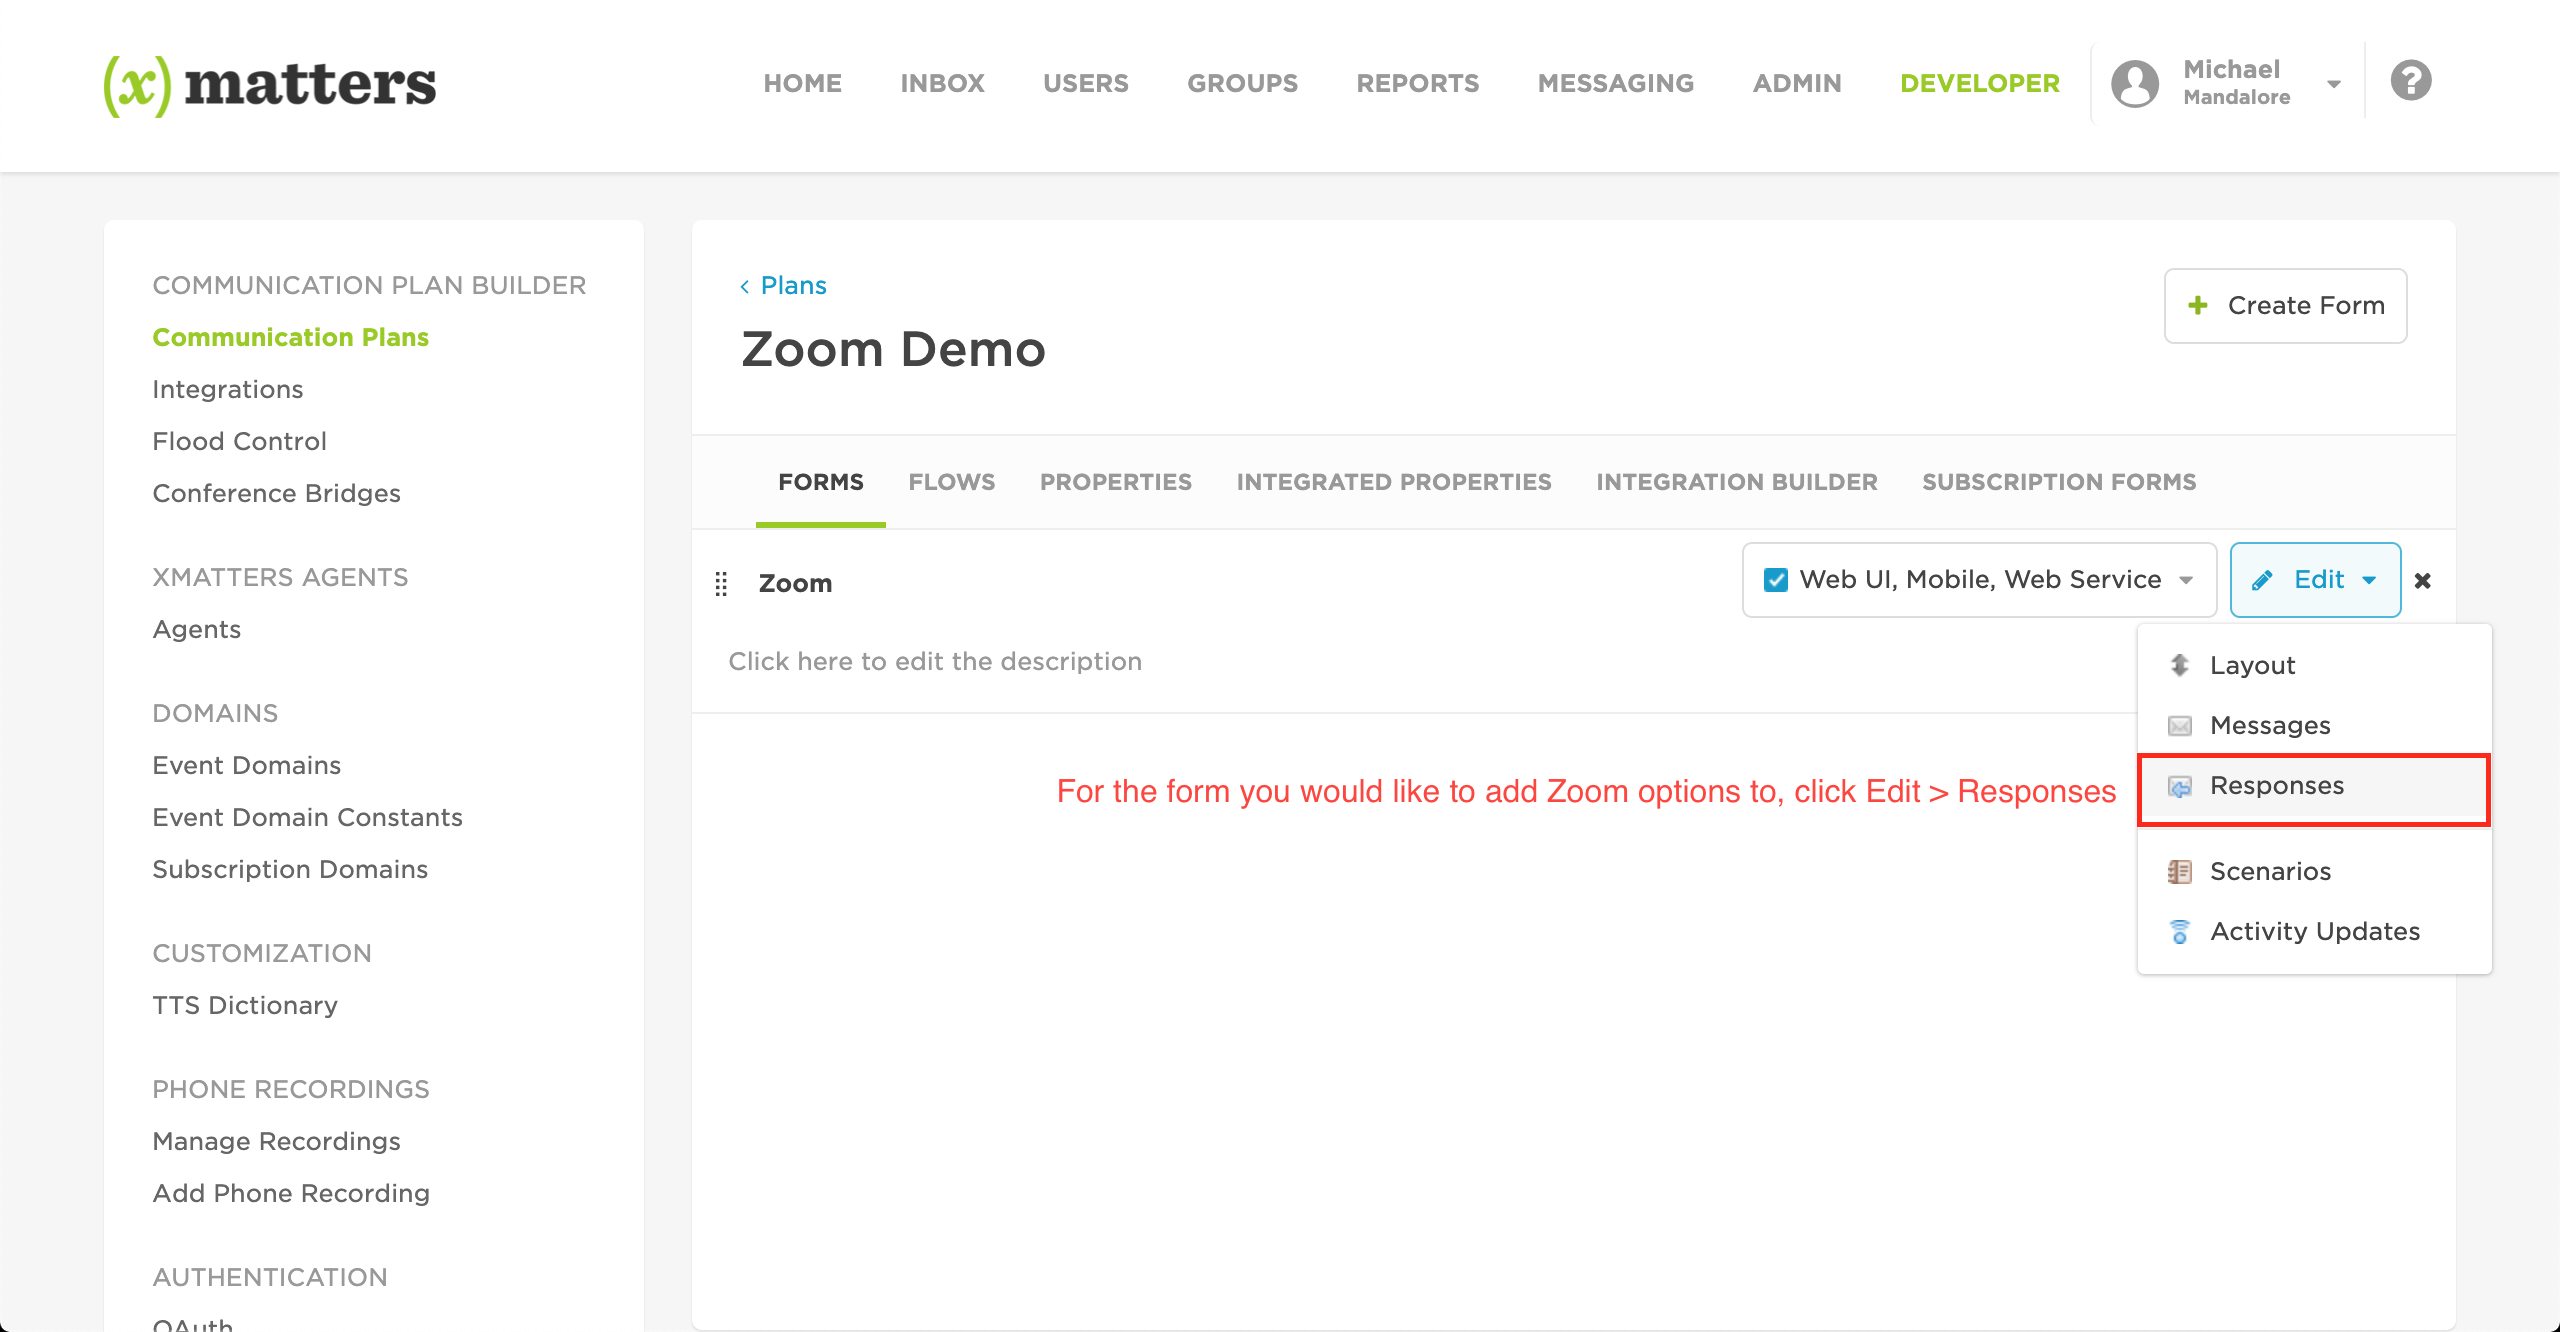 (x) matters
HOME INBOX USERS GROUPS REPORTS MESSAGING ADMIN DEVELOPER
Michael
Mandalore
?
COMMUNICATION PLAN BUILDER
Communication Plans
Integrations
Flood Control
Conference Bridges
XMATTERS AGENTS
Agents
DOMAINS
Event Domains
Event Domain Constants
Subscription Domains
CUSTOMIZATION
TTS Dictionary
PHONE RECORDINGS
Manage Recordings
Add Phone Recording
AUTHENTICATION
OAuth
‹ Plans
Zoom Demo
+ Create Form
FORMS FLOWS PROPERTIES INTEGRATED PROPERTIES INTEGRATION BUILDER SUBSCRIPTION FORMS
Zoom
Web UI, Mobile, Web Service
Edit
Click here to edit the description
Layout
Messages
Responses
Scenarios
Activity Updates
For the form you would like to add Zoom options to, click Edit > Responses